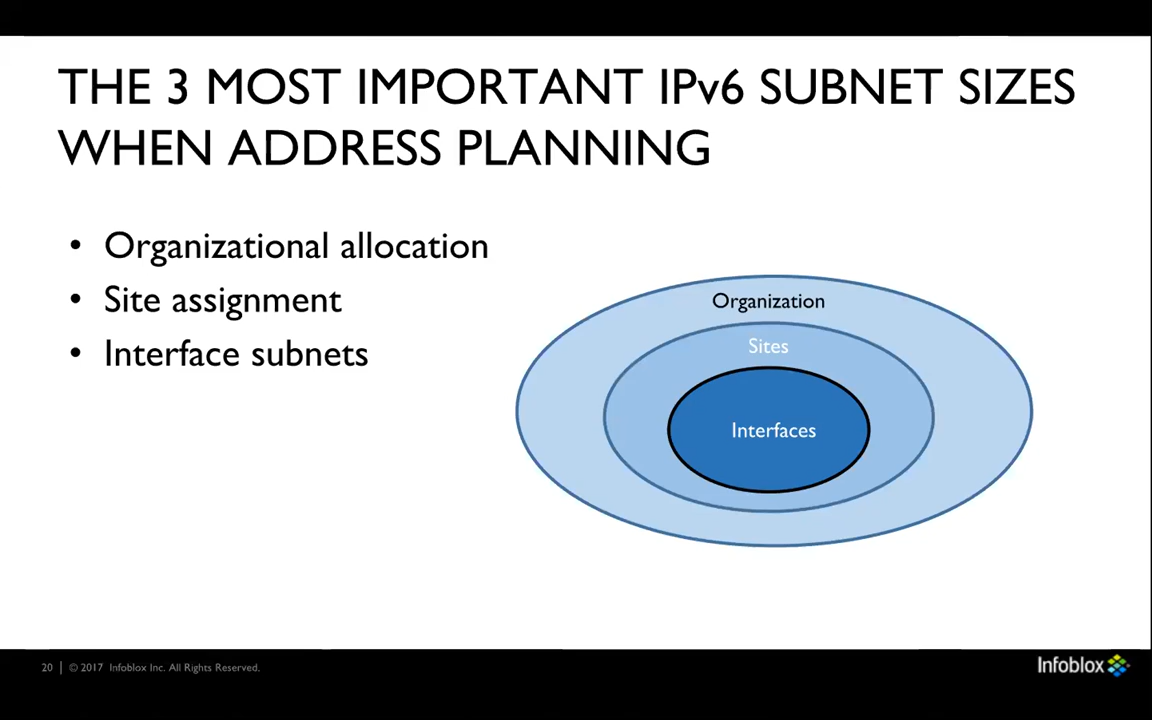 THE 3 MOST IMPORTANT IPv6 SUBNET SIZES
WHEN ADDRESS PLANNING
• Organizational allocation
• Site assignment
• Interface subnets
Organization
Sites
Interfaces
20 | © 2017 Infoblox Inc. All Rights Reserved.
Infoblox